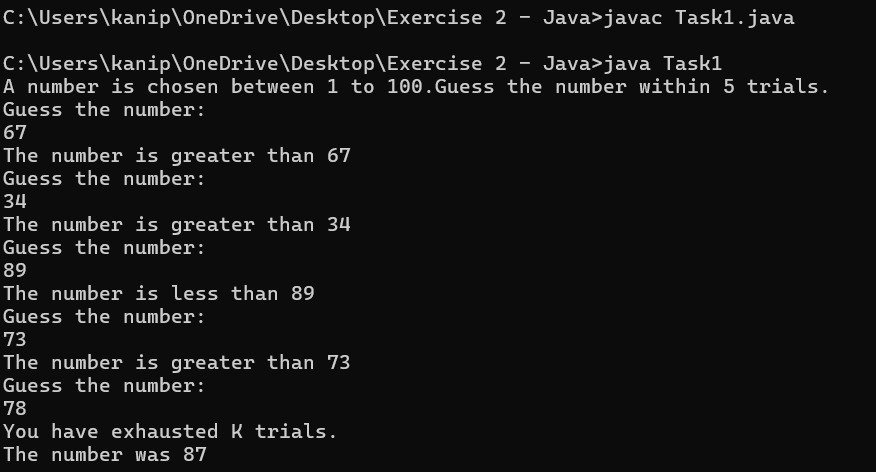 C:\Users\kanip\OneDrive\Desktop\Exercise 2 - Java>javac Task1.java
C:\Users\kanip\OneDrive\Desktop\Exercise 2 - Java>java Task1
A number is chosen between 1 to 100.Guess the number within 5 trials.
Guess the number:
67
The number is greater than 67
Guess the number:
34
The number is greater than 34
Guess the number:
89
The number is less than 89
Guess the number:
73
The number is greater than 73
Guess the number:
78
You have exhausted K trials.
The number was 87